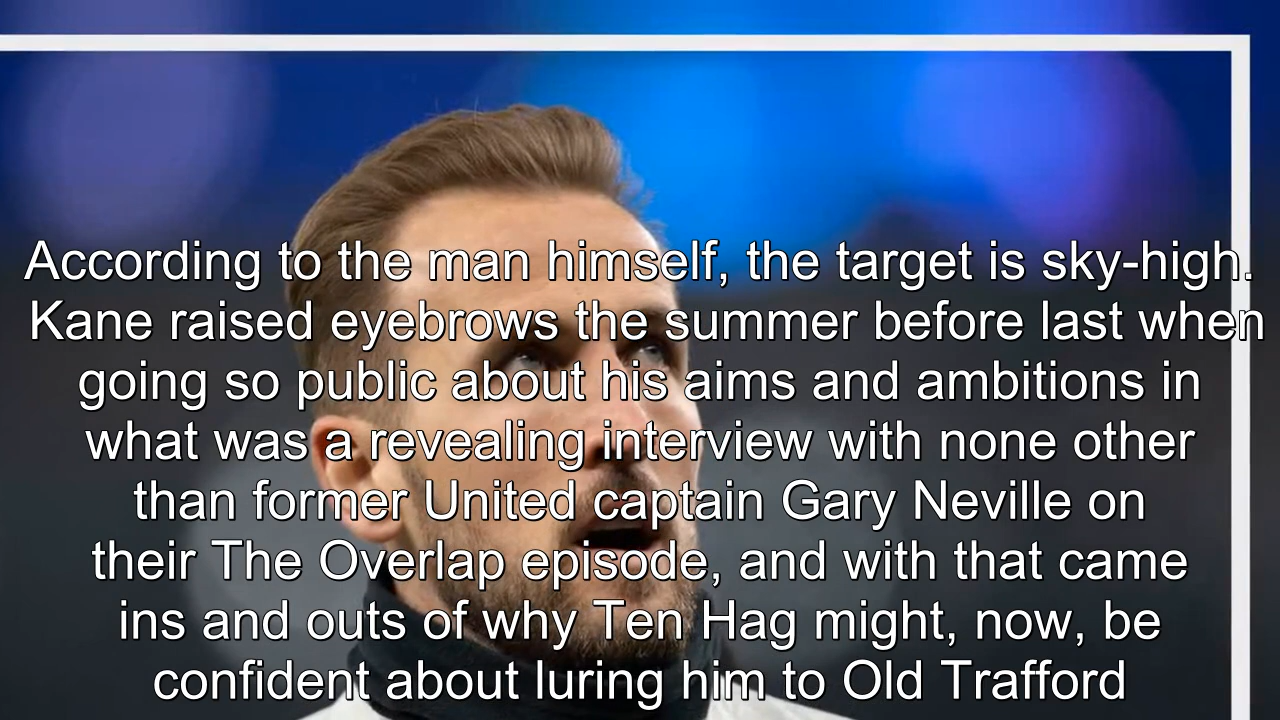 According to the man himself, the target is sky-high.
Kane raised eyebrows the summer before last when
going so public about his aims and ambitions in
what was a revealing interview with none other
than former United captain Gary Neville on
their The Overlap episode, and with that came
ins and outs of why Ten Hag might, now, be
confident about luring him to Old Trafford